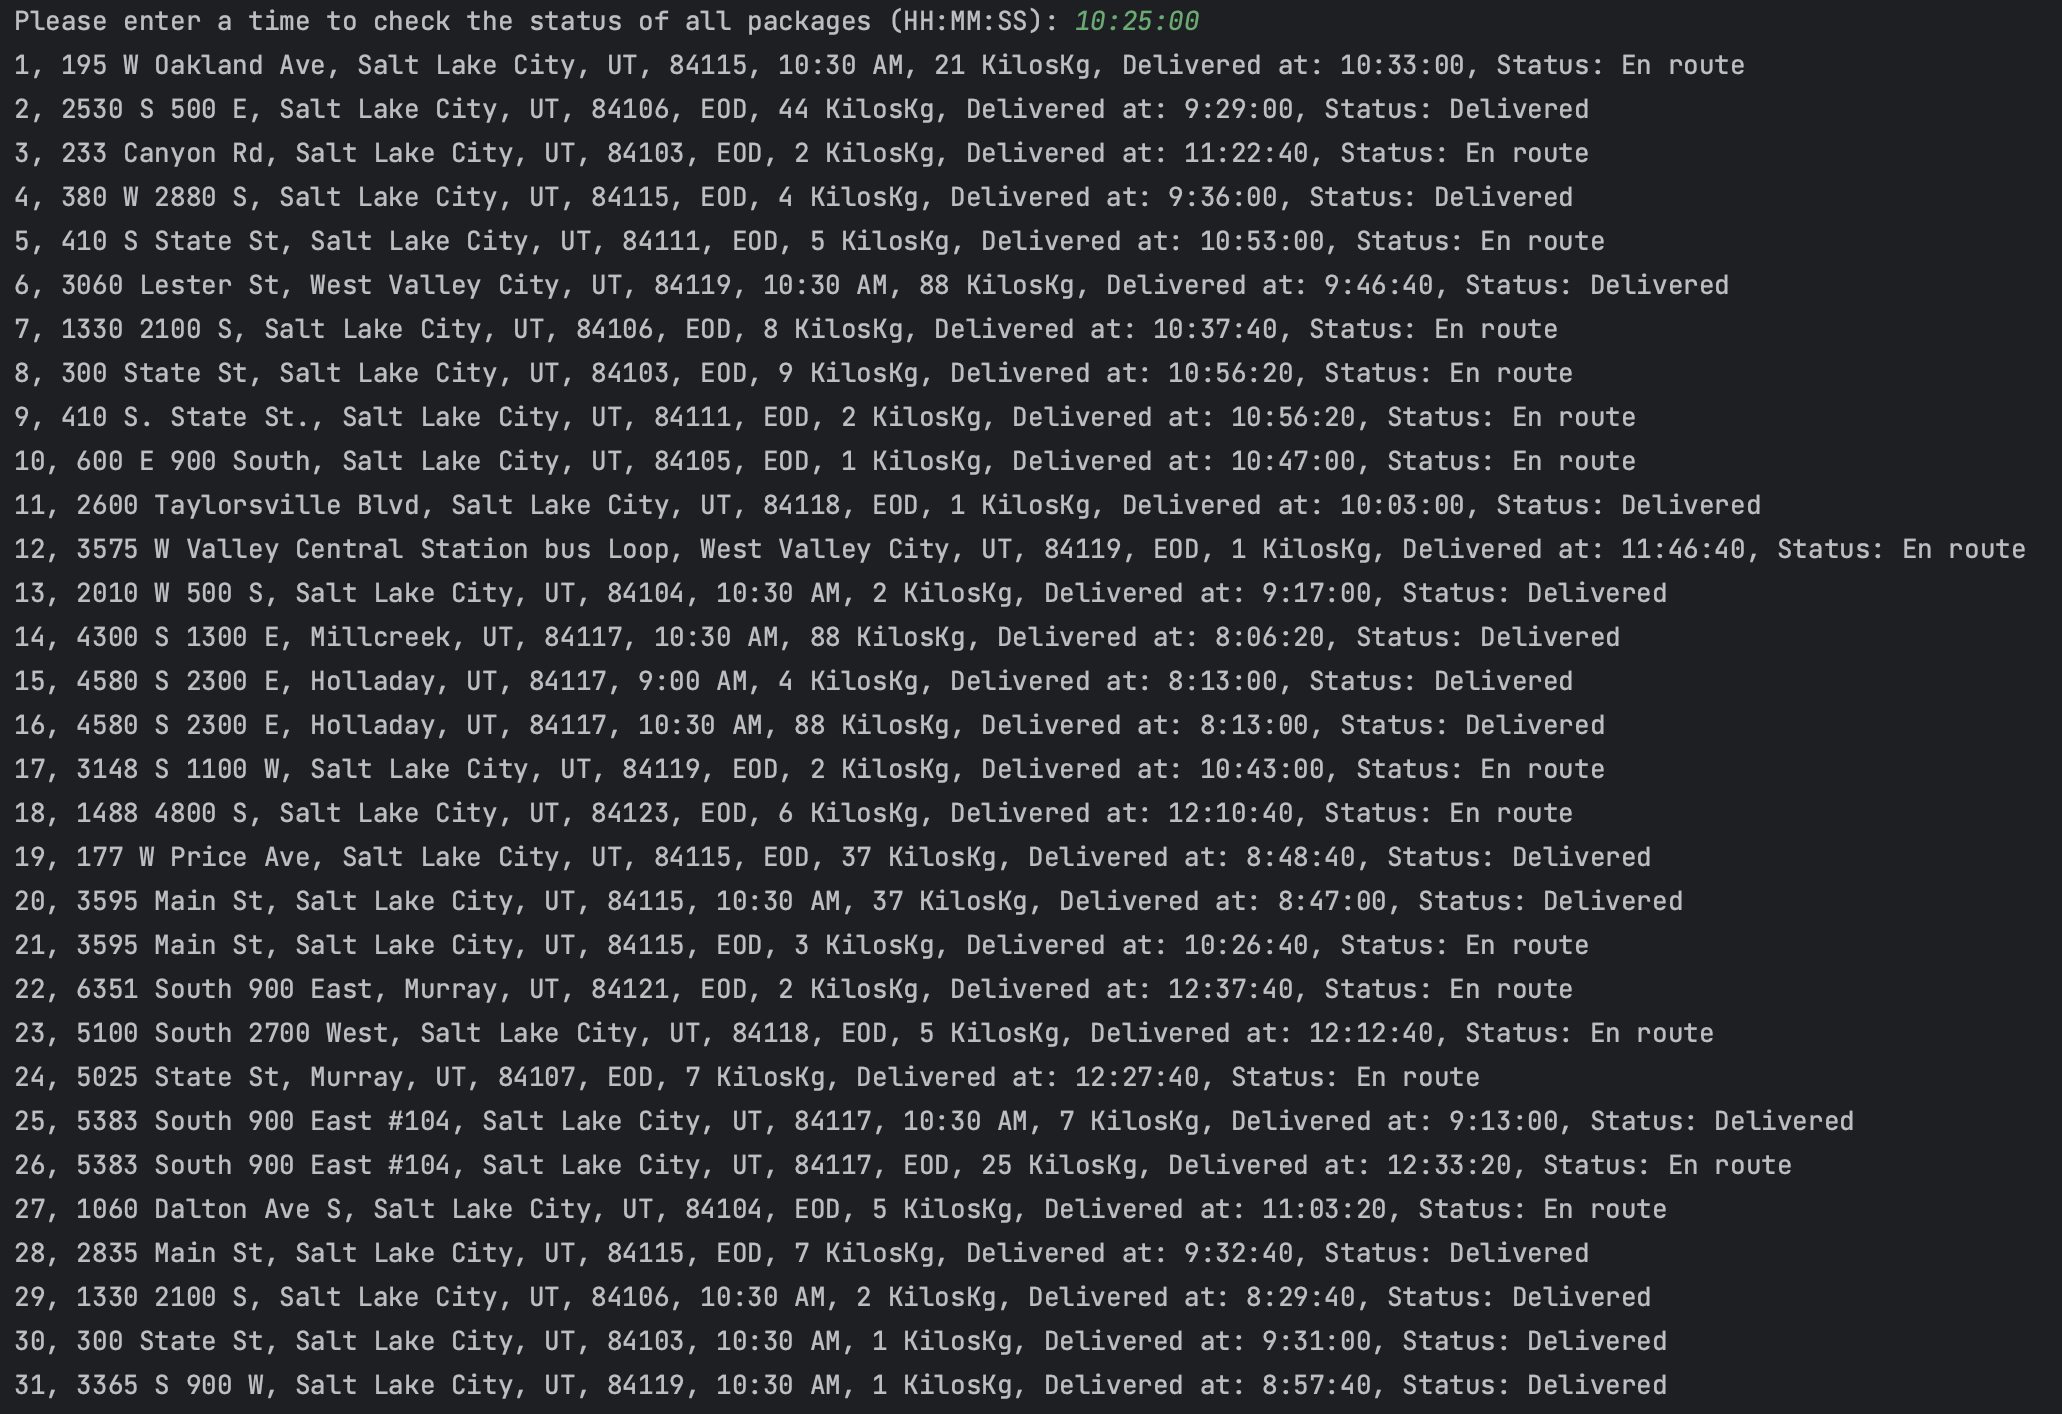 Please enter a time to check the status of all packages (HH:MM:SS): 10:25:00
1, 195 W Oakland Ave, Salt Lake City, UT, 84115, 10:30 AM, 21 KilosKg, Delivered at: 10:33:00, Status: En route
2, 2530 S 500 E, Salt Lake City, UT, 84106, EOD, 44 KilosKg, Delivered at: 9:29:00, Status: Delivered
3, 233 Canyon Rd, Salt Lake City, UT, 84103, EOD, 2 KilosKg, Delivered at: 11:22:40, Status: En route
4, 380 W 2880 S, Salt Lake City, UT, 84115, EOD, 4 KilosKg, Delivered at: 9:36:00, Status: Delivered
5, 410 S State St, Salt Lake City, UT, 84111, EOD, 5 KilosKg, Delivered at: 10:53:00, Status: En route
6, 3060 Lester St, West Valley City, UT, 84119, 10:30 AM, 88 KilosKg, Delivered at: 9:46:40, Status: Delivered
7, 1330 2100 S, Salt Lake City, UT, 84106, EOD, 8 KilosKg, Delivered at: 10:37:40, Status: En route
8, 300 State St, Salt Lake City, UT, 84103, EOD, 9 KilosKg, Delivered at: 10:56:20, Status: En route
9, 410 S. State St., Salt Lake City, UT, 84111, EOD, 2 KilosKg, Delivered at: 10:56:20, Status: En route
10, 600 E 900 South, Salt Lake City, UT, 84105, EOD, 1 KilosKg, Delivered at: 10:47:00, Status: En route
11, 2600 Taylorsville Blvd, Salt Lake City, UT, 84118, EOD, 1 KilosKg, Delivered at: 10:03:00, Status: Delivered
12, 3575 W Valley Central Station bus Loop, West Valley City, UT, 84119, EOD, 1 KilosKg, Delivered at: 11:46:40, Status: En route
13, 2010 W 500 S, Salt Lake City, UT, 84104, 10:30 AM, 2 KilosKg, Delivered at: 9:17:00, Status: Delivered
14, 4300 S 1300 E, Millcreek, UT, 84117, 10:30 AM, 88 KilosKg, Delivered at: 8:06:20, Status: Delivered
15, 4580 S 2300 E, Holladay, UT, 84117, 9:00 AM, 4 KilosKg, Delivered at: 8:13:00, Status: Delivered
16, 4580 S 2300 E, Holladay, UT, 84117, 10:30 AM, 88 KilosKg, Delivered at: 8:13:00, Status: Delivered
17, 3148 S 1100 W, Salt Lake City, UT, 84119, EOD, 2 KilosKg, Delivered at: 10:43:00, Status: En route
18, 1488 4800 S, Salt Lake City, UT, 84123, EOD, 6 KilosKg, Delivered at: 12:10:40, Status: En route
19, 177 W Price Ave, Salt Lake City, UT, 84115, EOD, 37 KilosKg, Delivered at: 8:48:40, Status: Delivered
20, 3595 Main St, Salt Lake City, UT, 84115, 10:30 AM, 37 KilosKg, Delivered at: 8:47:00, Status: Delivered
21, 3595 Main St, Salt Lake City, UT, 84115, EOD, 3 KilosKg, Delivered at: 10:26:40, Status: En route
22, 6351 South 900 East, Murray, UT, 84121, EOD, 2 KilosKg, Delivered at: 12:37:40, Status: En route
23, 5100 South 2700 West, Salt Lake City, UT, 84118, EOD, 5 KilosKg, Delivered at: 12:12:40, Status: En route
24, 5025 State St, Murray, UT, 84107, EOD, 7 KilosKg, Delivered at: 12:27:40, Status: En route
25, 5383 South 900 East #104, Salt Lake City, UT, 84117, 10:30 AM, 7 KilosKg, Delivered at: 9:13:00, Status: Delivered
26, 5383 South 900 East #104, Salt Lake City, UT, 84117, EOD, 25 KilosKg, Delivered at: 12:33:20, Status: En route
27, 1060 Dalton Ave S, Salt Lake City, UT, 84104, EOD, 5 KilosKg, Delivered at: 11:03:20, Status: En route
28, 2835 Main St, Salt Lake City, UT, 84115, EOD, 7 KilosKg, Delivered at: 9:32:40, Status: Delivered
29, 1330 2100 S, Salt Lake City, UT, 84106, 10:30 AM, 2 KilosKg, Delivered at: 8:29:40, Status: Delivered
30, 300 State St, Salt Lake City, UT, 84103, 10:30 AM, 1 KilosKg, Delivered at: 9:31:00, Status: Delivered
31, 3365 S 900 W, Salt Lake City, UT, 84119, 10:30 AM, 1 KilosKg, Delivered at: 8:57:40, Status: Delivered